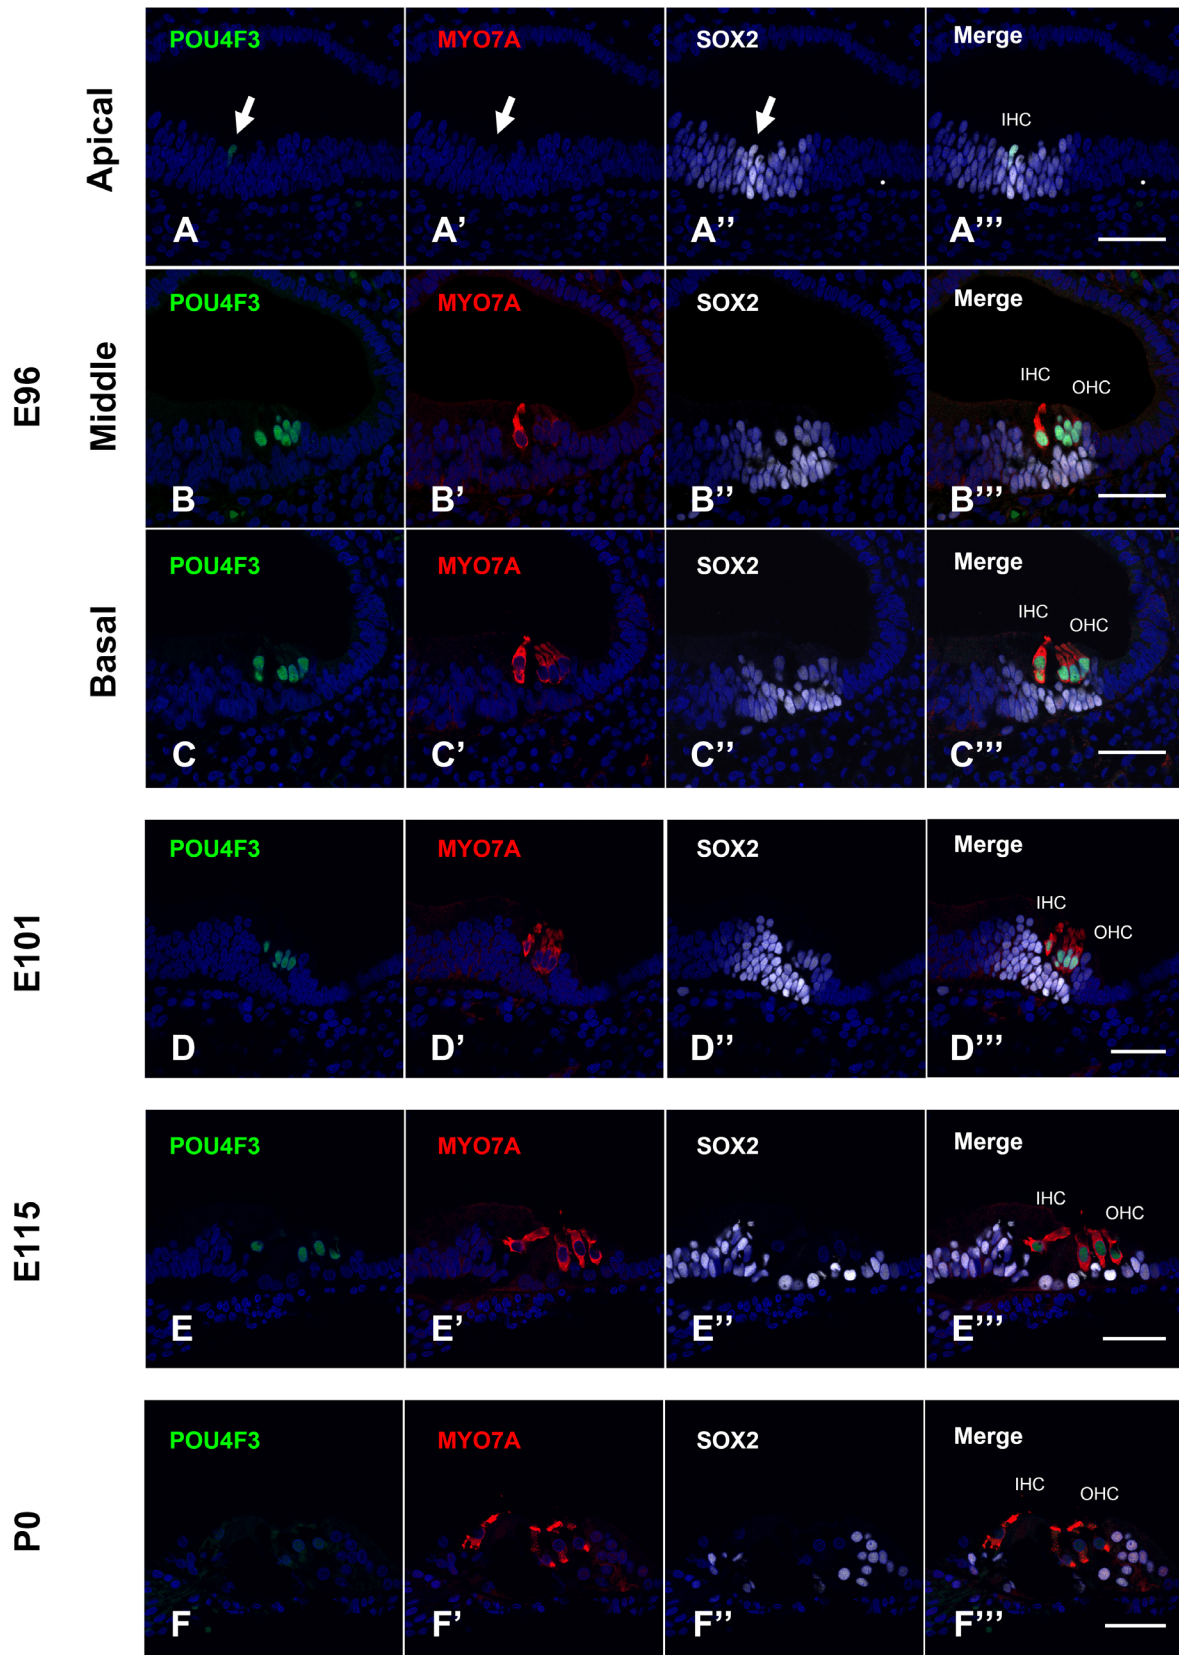 POU4F3 MYO7A SOX2 Merge
Apical
IHC
A A’ A’’ A’’’
E96
POU4F3 MYO7A SOX2 Merge
Middle
IHC
OHC
B B’ B’’ B’’’
POU4F3 MYO7A SOX2 Merge
Basal
IHC
OHC
C C’ C’’ C’’’
POU4F3 MYO7A SOX2 Merge
E101
IHC
OHC
D D’ D’’ D’’’
POU4F3 MYO7A SOX2 Merge
E115
IHC
OHC
E E’ E’’ E’’’
POU4F3 MYO7A SOX2 Merge
P0
IHC
OHC
F F’ F’’ F’’’